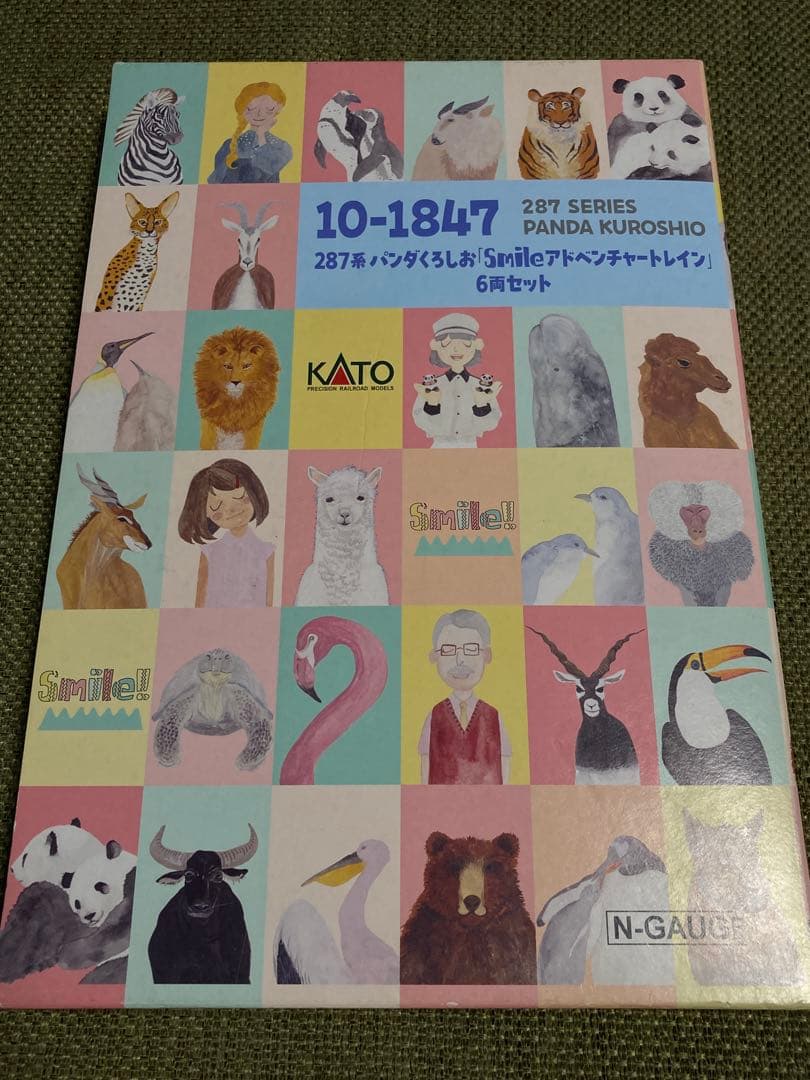 10-1847
287 SERIES
PANDA KUROSHIO
287系 パンダくろしお「Smileアドベンチャートレイン」
6両セット
KATO
PRECISION RAILROAD MODELS
Smile!!
Smile!!
N-GAUGE